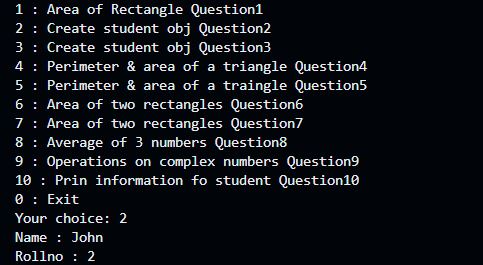 1 : Area of Rectangle Question1
2 : Create student obj Question2
3 : Create student obj Question3
4 : Perimeter & area of a triangle Question4
5 : Perimeter & area of a traingle Question5
6 : Area of two rectangles Question6
7 : Area of two rectangles Question7
8 : Average of 3 numbers Question8
9 : Operations on complex numbers Question9
10 : Prin information fo student Question10
0 : Exit
Your choice: 2
Name : John
Rollno : 2